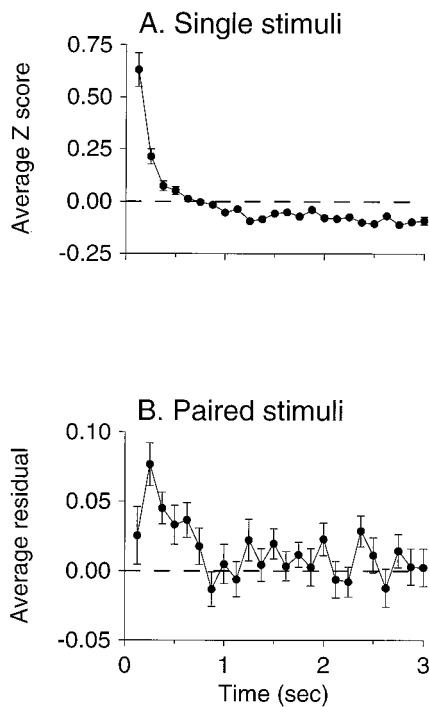 A. Single stimuli
Average Z score
0.75
0.50
0.25
0.00
-0.25
B. Paired stimuli
Average residual
0.10
0.05
0.00
-0.05
0 1 2 3
Time (sec)